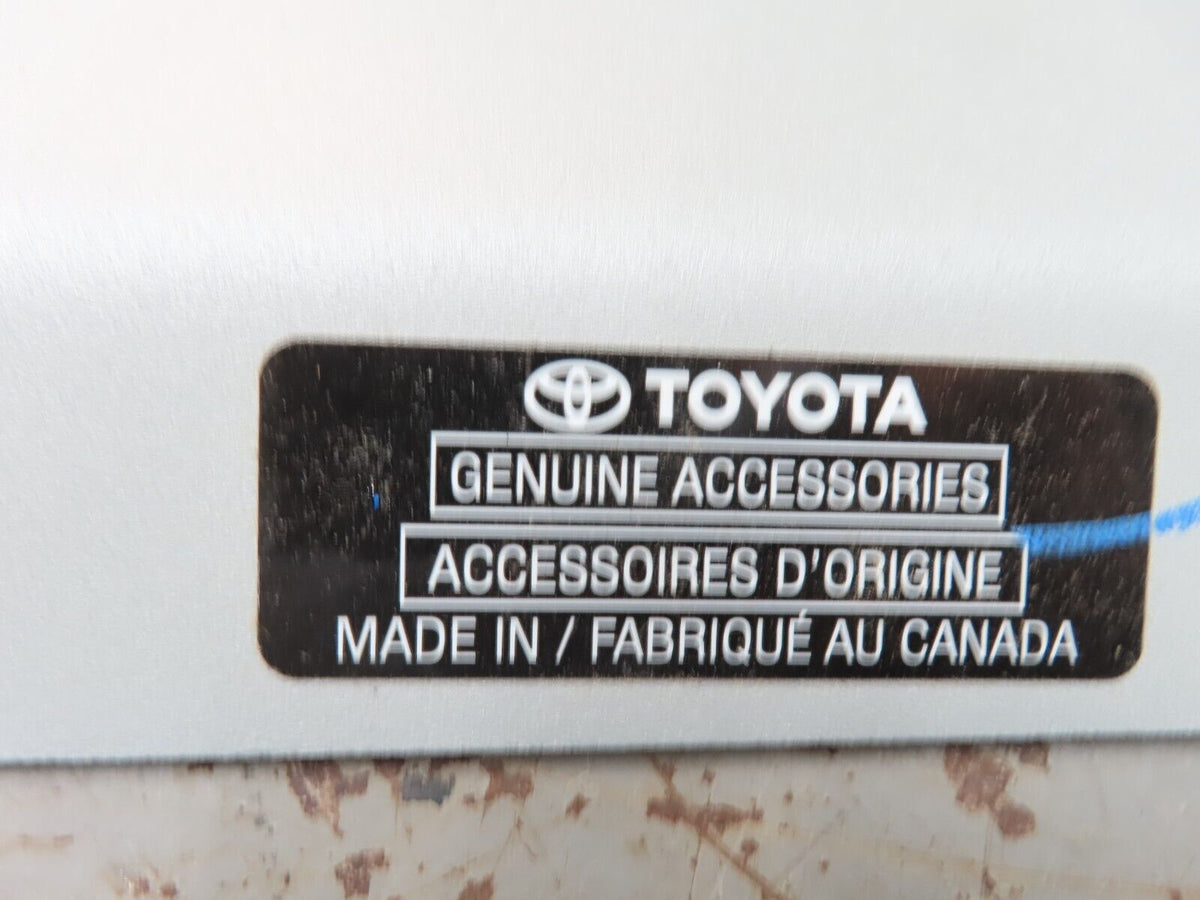 TOYOTA
GENUINE ACCESSORIES
ACCESSOIRES D'ORIGINE
MADE IN / FABRIQUÉ AU CANADA